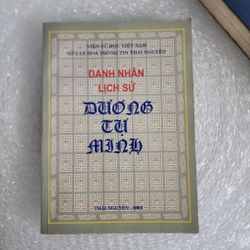 VIỆN SỬ HỌC VIỆT NAM
SỞ VĂN HOÁ THÔNG TIN THÁI NGUYÊN
DANH NHÂN
LỊCH SỬ
DƯƠNG
TỰ
MINH
THÁI NGUYÊN - 2003